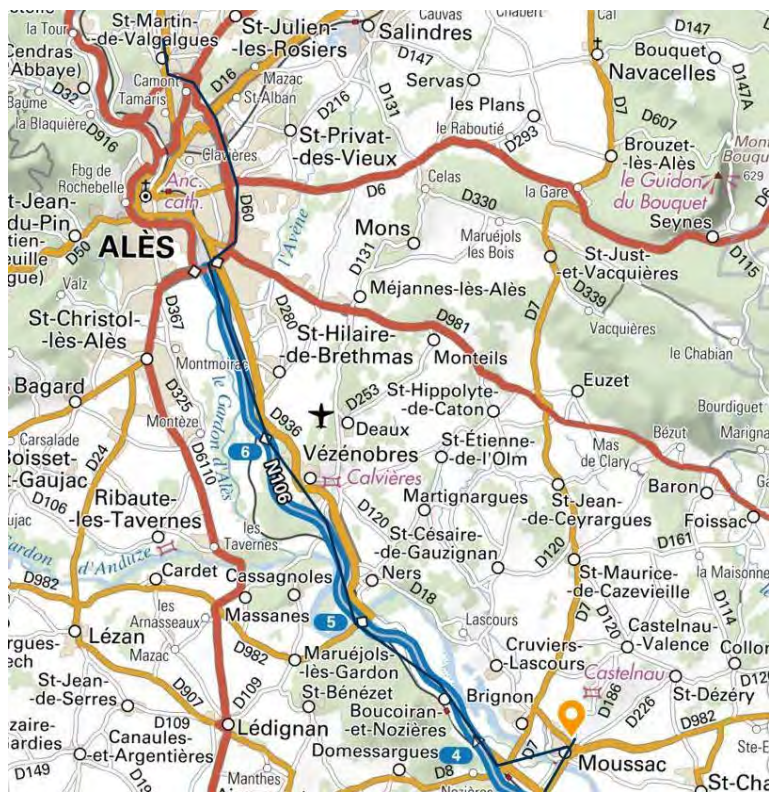 St-Martin-
-de-Valgalgues
la Tour
Cendras
(Abbaye)
D32
Baume
la Blaquière
D916
Camont
Tamaris
D16
St-Julien-
-les-Rosiers
Cauvas
Chabert
Salindres
D147
Mazac
St-Alban
D216
D131
Servas
les Plans
le Raboutié
D293
Cal
Bouquet
Navacelles
D147A
D7
D607
Brouzet-
-lès-Alès
Mont
Bouquet
629
le Guidon
du Bouquet
Seynes
D6
D115
Clavières
St-Privat-
-des-Vieux
Fbg de
Rochebelle
Anc.
cath.
D60
D6
l'Avène
Celas
D330
la Gare
t-Jean-
du-Pin
D50
ALÈS
Mons
D131
Maruéjols
les Bois
St-Just-
-et-Vacquières
D339
Vacquières
le Chabian
Valz
D367
St-Christol-
-lès-Alès
D260
Méjannes-lès-Alès
D981
D7
Montmoirac
le Gardon d'Alès
St-Hilaire-
-de-Brethmas
Monteils
Bagard
D325
D253
St-Hippolyte-
-de-Caton
Euzet
Bourdiguet
Carsalade
Montèze
D6110
D936
Deaux
Mas
de Clary
Bézut
Marigna
Boisset-
t-Gaujac
D24
6
N106
Vézénobres
Calvières
St-Étienne-
-de-l'Olm
Baron
D106
Ribaute-
-les-Tavernes
Martignargues
St-Jean-
-de-Ceyrargues
Foissac
ujac
les
Tavernes
D120
St-Césaire-
-de-Gauzignan
D120
D161
Gardon
d'Anduze
Cardet
D982
Cassagnoles
Ners
D18
St-Maurice-
-de-Cazevieille
la Maisonne
les
Arnasseaux
Massanes
5
Lascours
D7
D120
D114
Castelnau-
-Valence
Collor
Lézan
Mazac
D982
Maruéjols-
-lès-Gardon
Cruviers-
-Lascours
Castelnau
D186
St-Dézéry
St-Jean-
-de-Serres
D907
D109
St-Bénézet
Brignon
D226
D982
Boucoiran-
-et-Nozières
D109
Lédignan
Canaules-
-et-Argentières
D149
Domessargues
4
D7
Moussac
Manthes
D8
Nozières
St-Cha